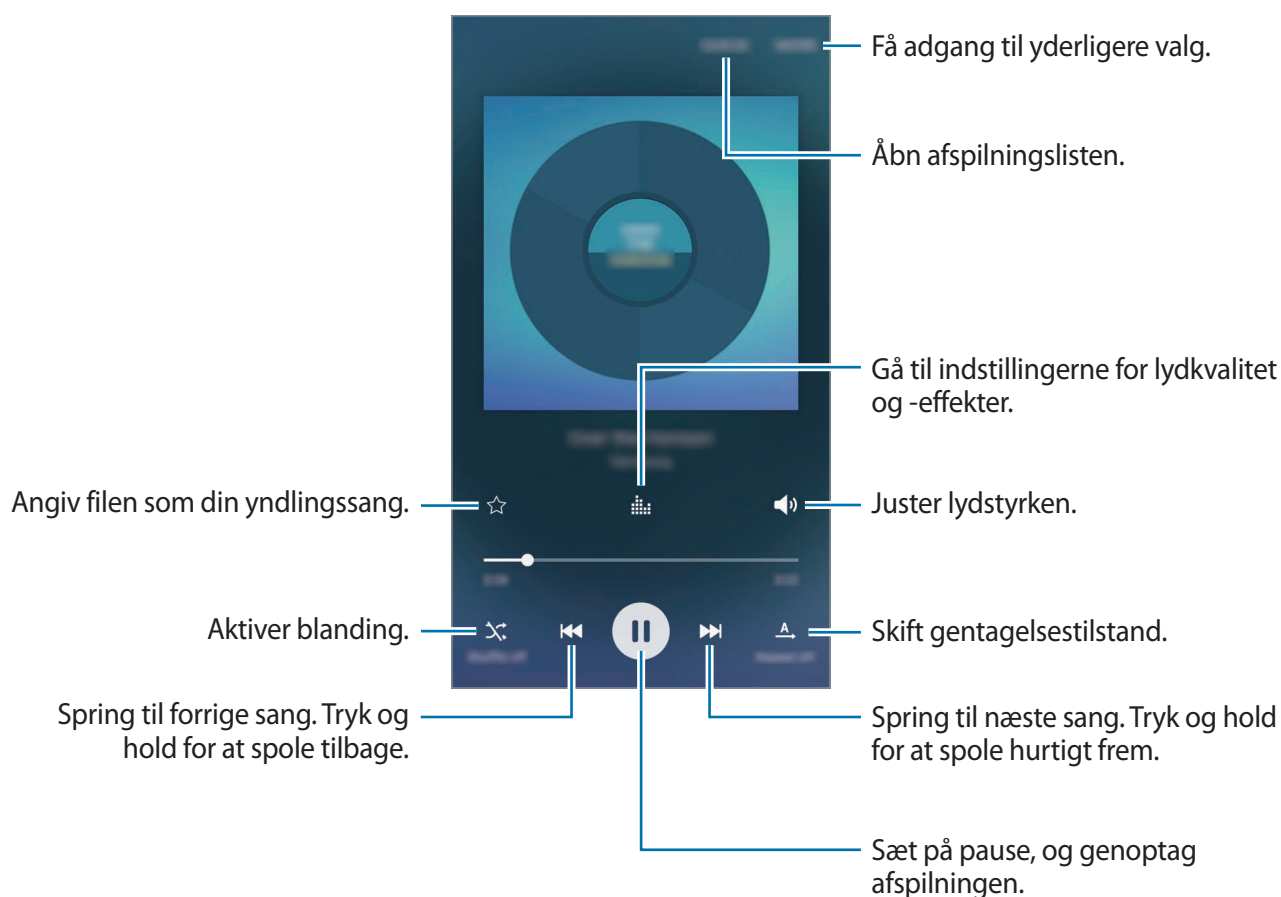 Få adgang til yderligere valg.
Åbn afspilningslisten.
Gå til indstillingerne for lydkvalitet
og -effekter.
Angiv filen som din yndlingssang.
Juster lydstyrken.
Aktiver blanding.
A
Skift gentagelsestilstand.
Spring til forrige sang. Tryk og
hold for at spole tilbage.
Spring til næste sang. Tryk og hold
for at spole hurtigt frem.
Sæt på pause, og genoptag
afspilningen.